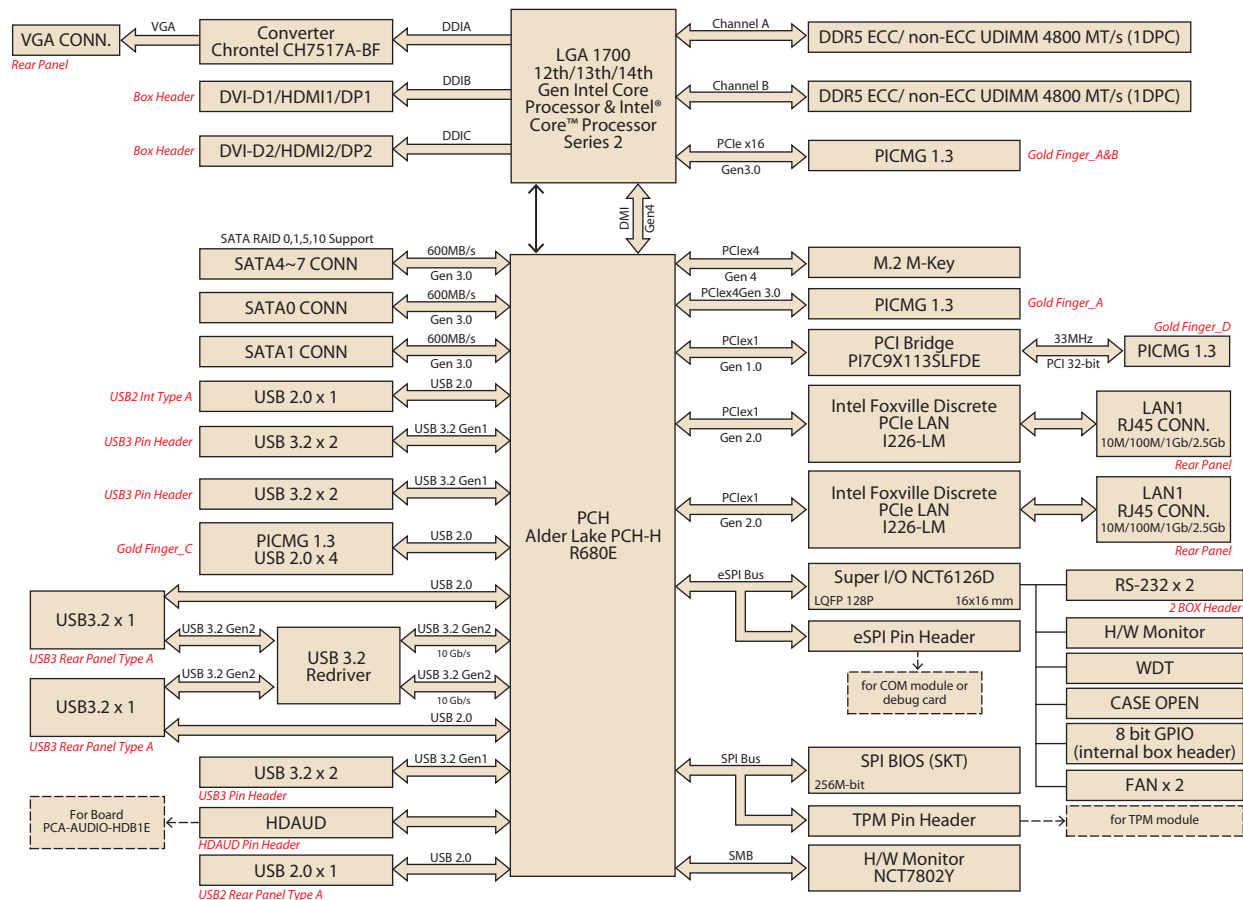 VGA CONN.
Rear Panel
VGA
Converter
Chrontel CH7517A-BF
DDIA
Box Header
DVI-D1/HDMI1/DP1
DDIB
Box Header
DVI-D2/HDMI2/DP2
DDIC
LGA 1700
12th/13th/14th
Gen Intel Core
Processor & Intel®
Core™ Processor
Series 2
Channel A
DDR5 ECC/ non-ECC UDIMM 4800 MT/s (1DPC)
Channel B
DDR5 ECC/ non-ECC UDIMM 4800 MT/s (1DPC)
PCIe x16
Gen3.0
PICMG 1.3
Gold Finger_A&B
DMI
Gen4
SATA RAID 0,1,5,10 Support
SATA4~7 CONN
600MB/s
Gen 3.0
SATA0 CONN
600MB/s
Gen 3.0
SATA1 CONN
600MB/s
Gen 3.0
USB2 Int Type A
USB 2.0 x 1
USB 2.0
USB3 Pin Header
USB 3.2 x 2
USB 3.2 Gen1
USB3 Pin Header
USB 3.2 x 2
USB 3.2 Gen1
Gold Finger_C
PICMG 1.3
USB 2.0 x 4
USB 2.0
USB 2.0
USB3.2 x 1
USB3 Rear Panel Type A
USB 3.2 Gen2
USB 3.2 Gen2
10 Gb/s
USB 3.2
Redriver
USB 3.2 Gen2
USB 3.2 Gen2
10 Gb/s
USB3.2 x 1
USB3 Rear Panel Type A
USB 2.0
USB 3.2 x 2
USB3 Pin Header
USB 3.2 Gen1
For Board
PCA-AUDIO-HDB1E
HDAUD
HDAUD Pin Header
USB 2.0 x 1
USB2 Rear Panel Type A
USB 2.0
PCH
Alder Lake PCH-H
R680E
PCIex4
Gen 4
M.2 M-Key
PCIex4Gen 3.0
PICMG 1.3
Gold Finger_A
PCIex1
Gen 1.0
PCI Bridge
PI7C9X113SLFDE
33MHz
PCI 32-bit
Gold Finger_D
PICMG 1.3
PCIex1
Gen 2.0
Intel Foxville Discrete
PCIe LAN
I226-LM
LAN1
RJ45 CONN.
10M/100M/1Gb/2.5Gb
Rear Panel
PCIex1
Gen 2.0
Intel Foxville Discrete
PCIe LAN
I226-LM
LAN1
RJ45 CONN.
10M/100M/1Gb/2.5Gb
Rear Panel
eSPI Bus
Super I/O NCT6126D
LQFP 128P 16x16 mm
eSPI Pin Header
for COM module or
debug card
RS-232 x 2
2 BOX Header
H/W Monitor
WDT
CASE OPEN
8 bit GPIO
(internal box header)
FAN x 2
SPI Bus
SPI BIOS (SKT)
256M-bit
TPM Pin Header
for TPM module
SMB
H/W Monitor
NCT7802Y